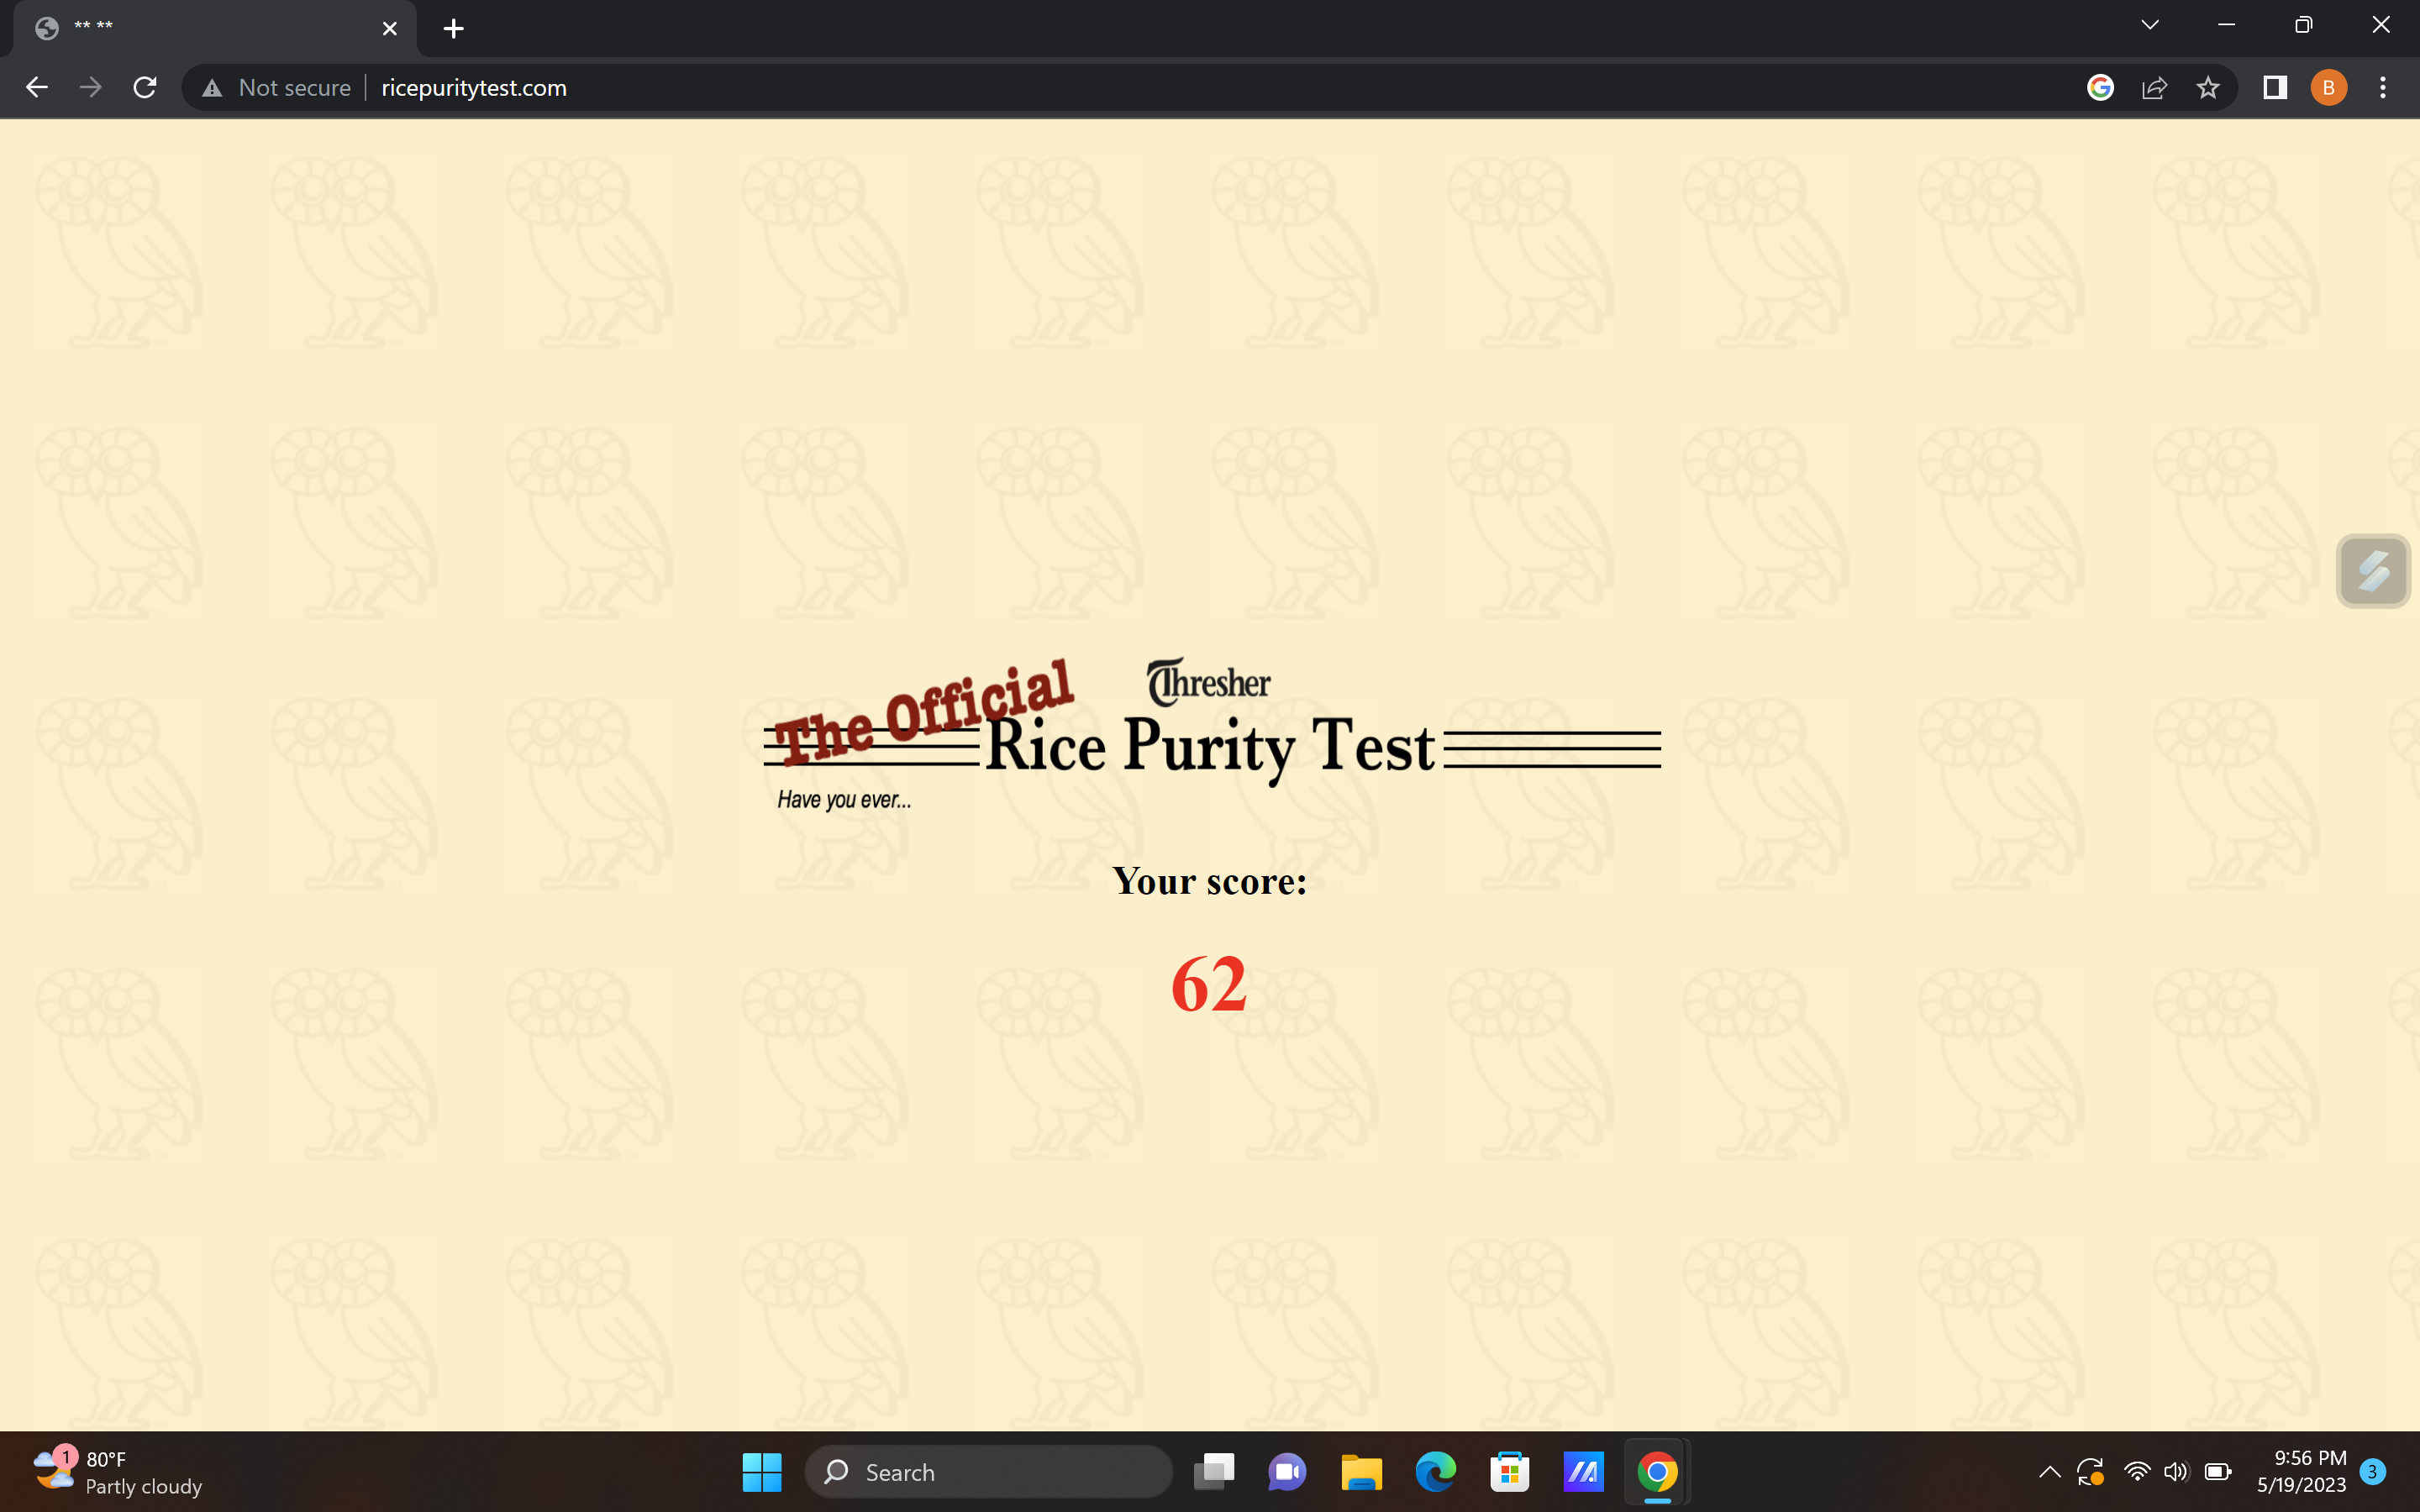 ** **
Not secure
ricepuritytest.com
B
The Official
Thresher
Rice Purity Test
Have you ever...
Your score:
62
1
80°F
Partly cloudy
Search
9:56 PM
5/19/2023
3